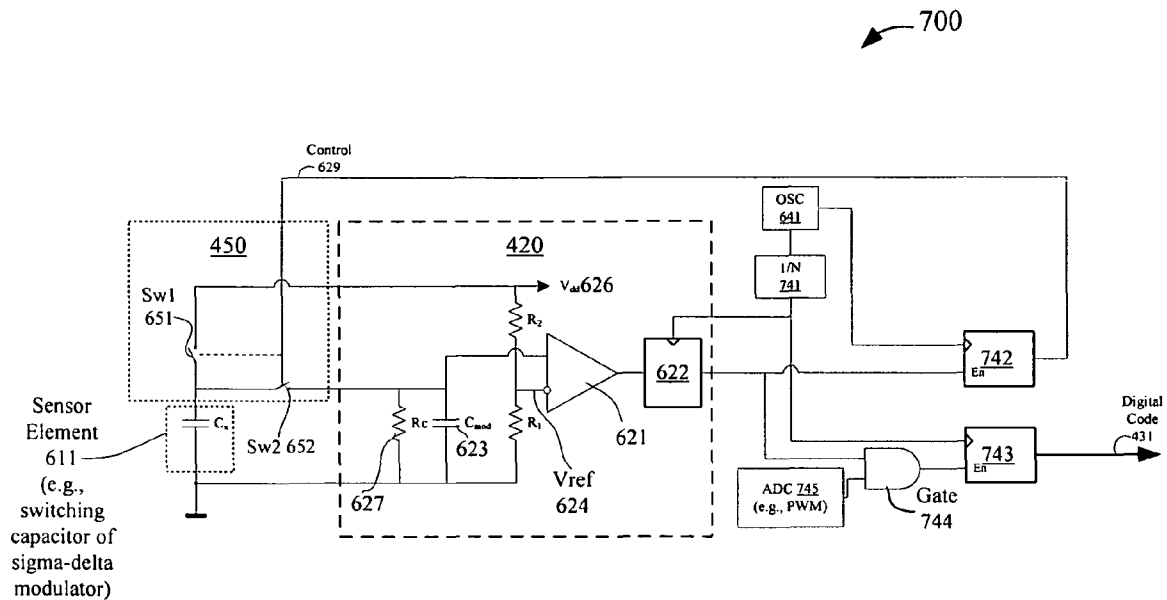 700
Control
629
OSC
641
450
420
1/N
741
Vdd 626
Sw1
651
R2
742
En
622
Sensor
Element
611
(e.g.,
switching
capacitor of
sigma-delta
modulator)
Cx
Sw2 652
Rc
Cmod
623
R1
621
627
Vref
624
Digital
Code
431
743
En
ADC 745
(e.g., PWM)
Gate
744